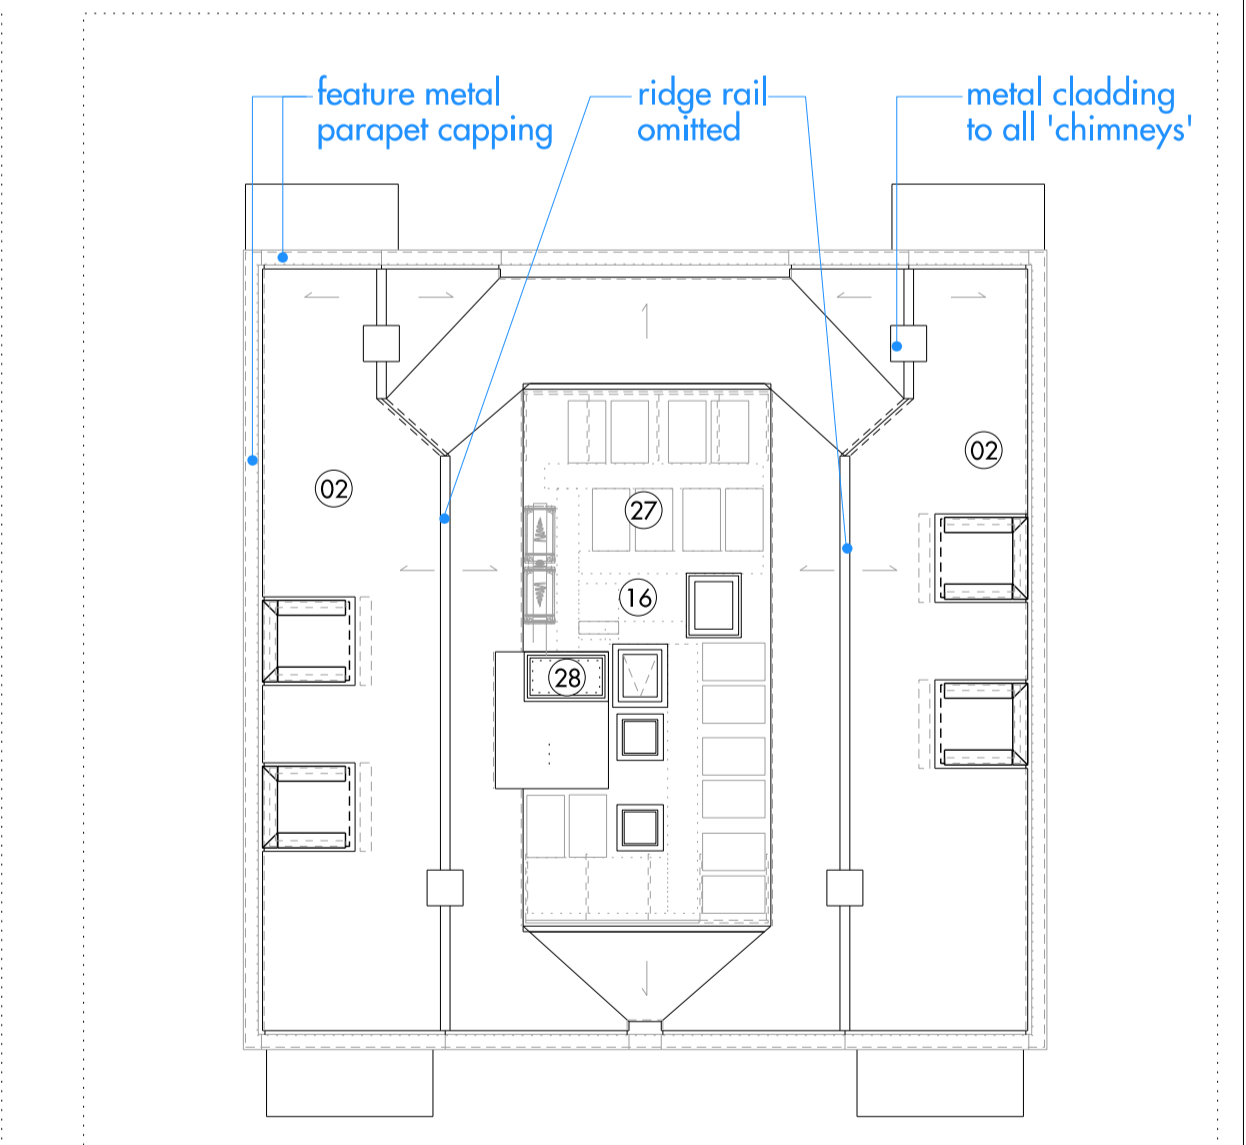 feature metal
parapet capping
ridge rail
omitted
metal cladding
to all 'chimneys'
02
02
27
16
28